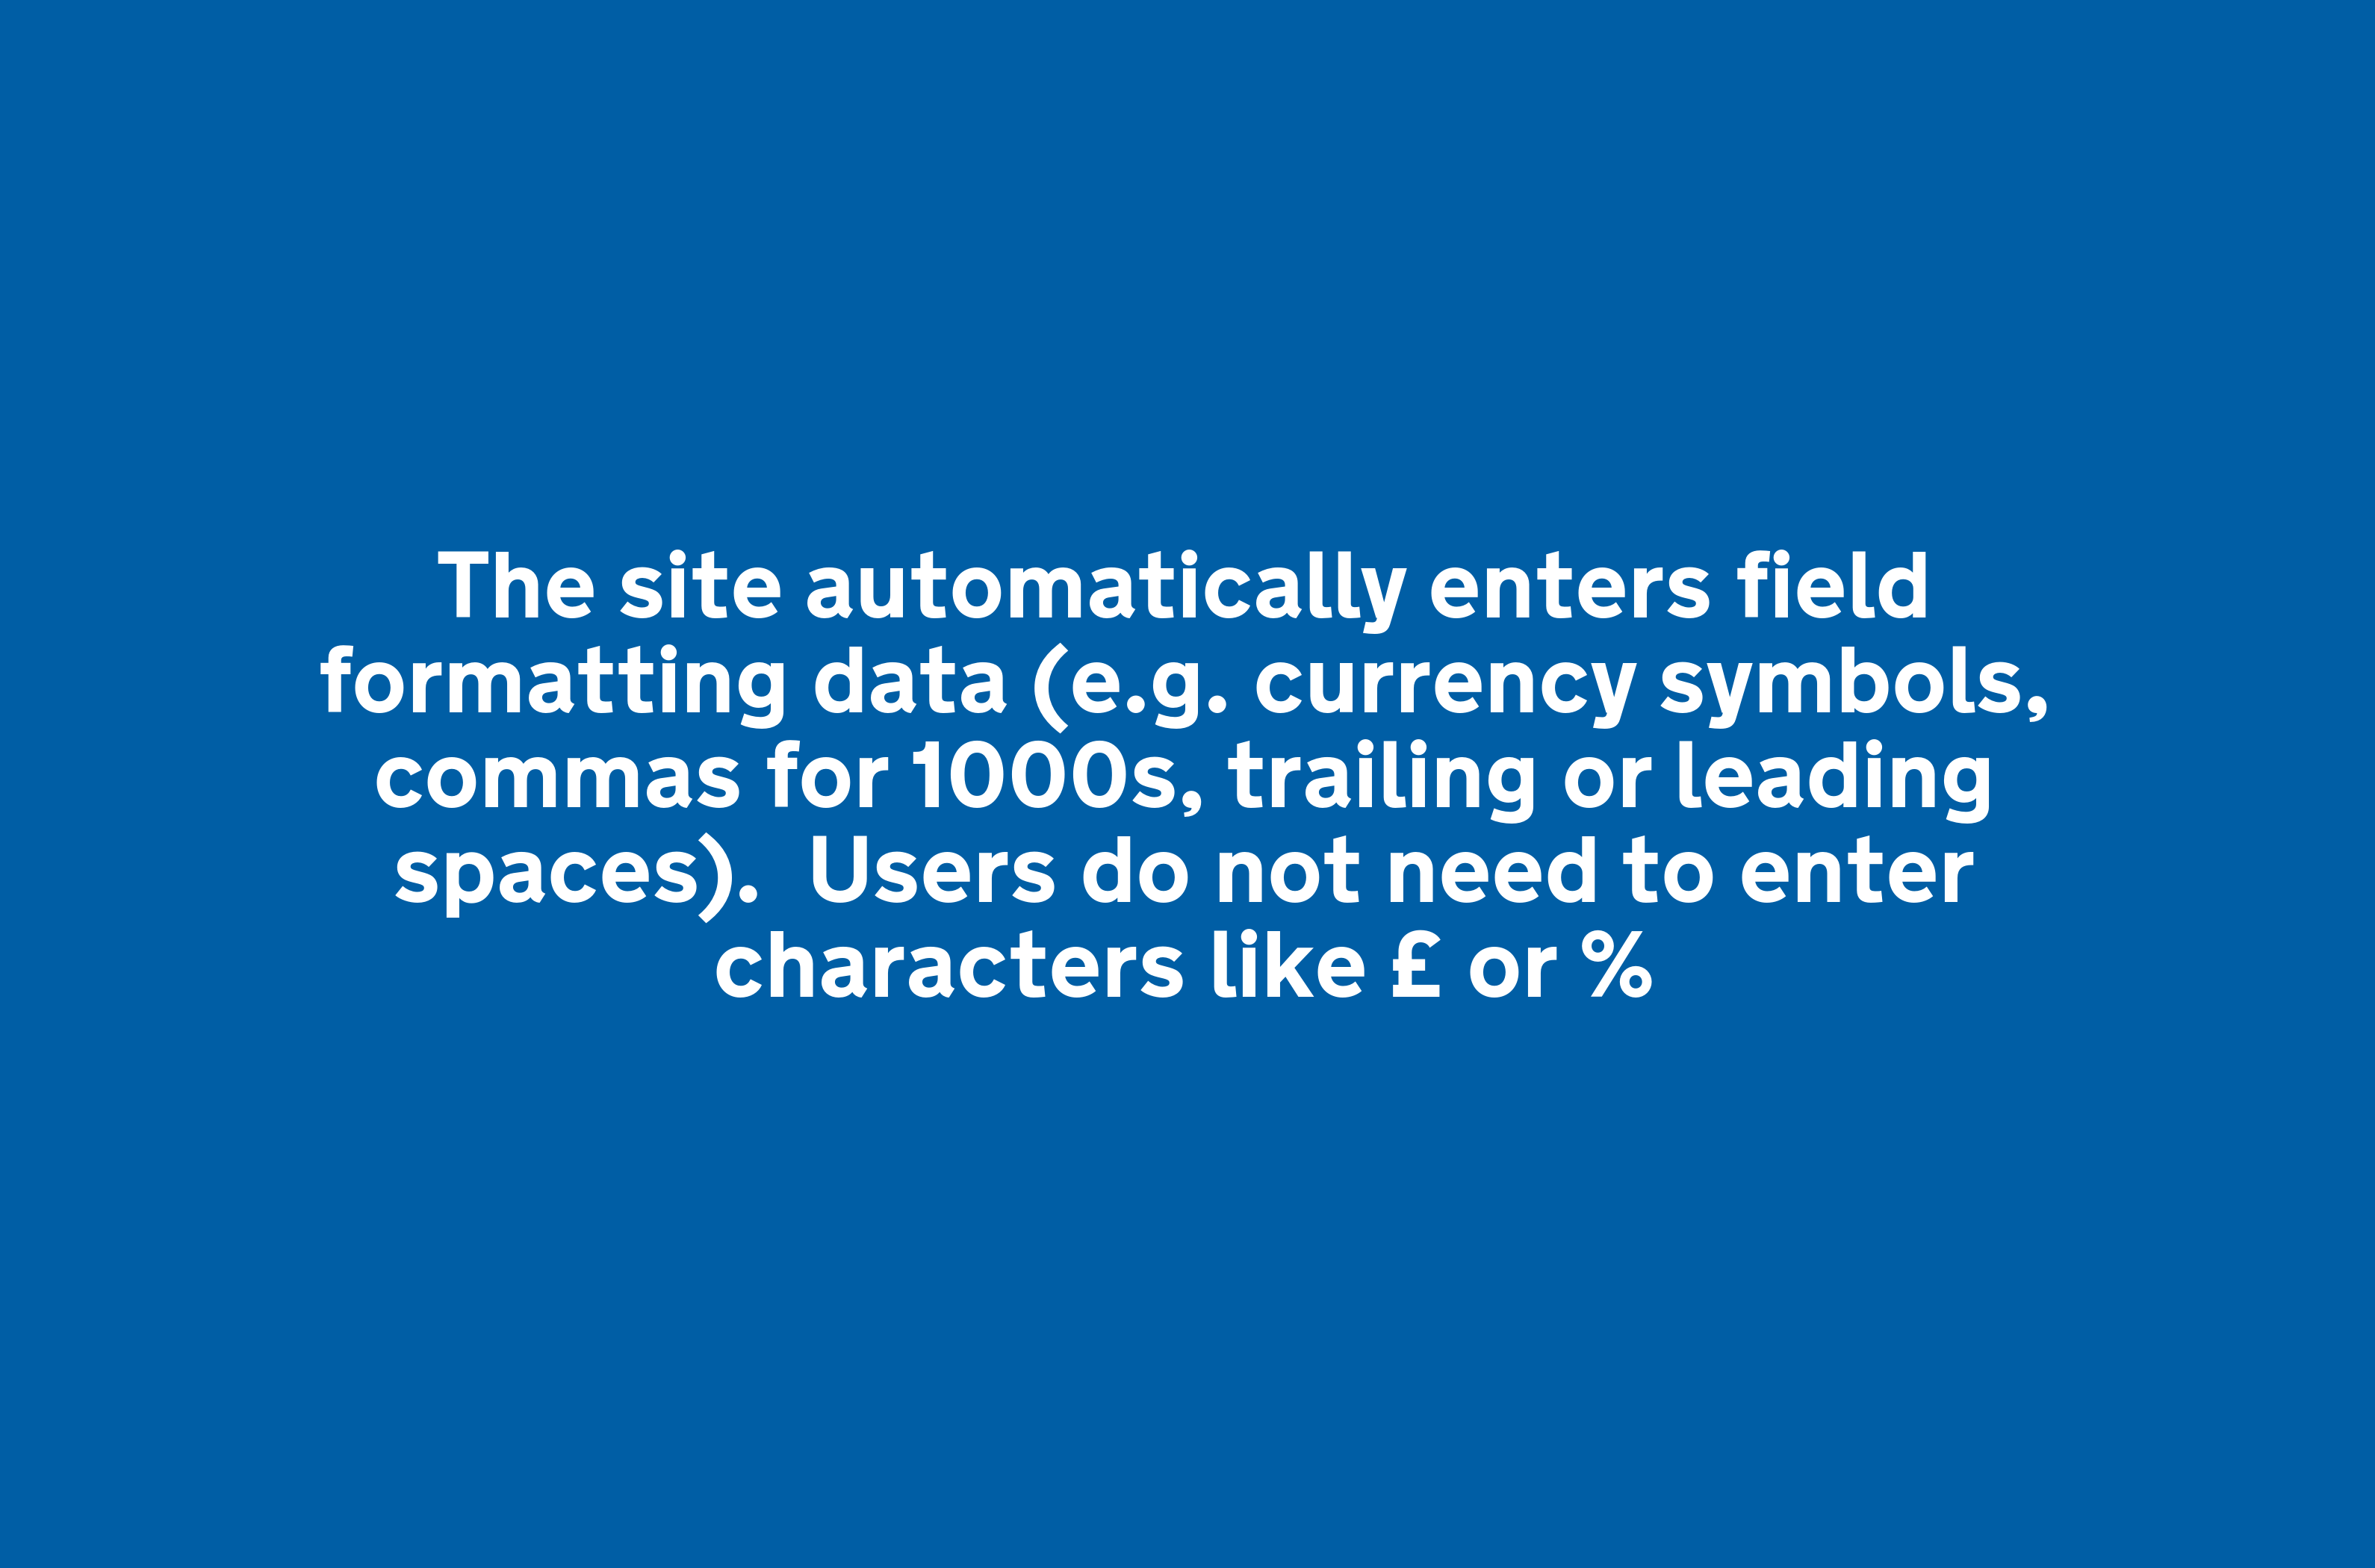 The site automatically enters field
formatting data (e.g. currency symbols,
commas for 1000s, trailing or leading
spaces).  Users do not need to enter
characters like £ or %